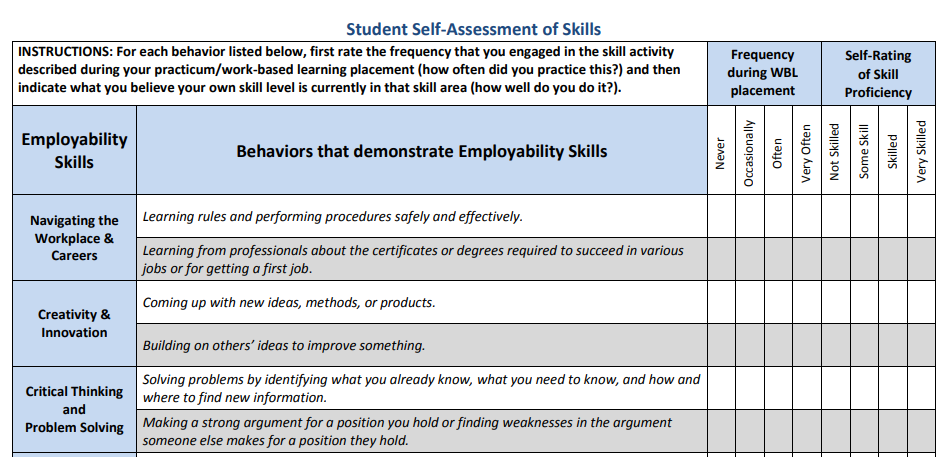 Student Self-Assessment of Skills
INSTRUCTIONS: For each behavior listed below, first rate the frequency that you engaged in the skill activity
described during your practicum/work-based learning placement (how often did you practice this?) and then
indicate what you believe your own skill level is currently in that skill area (how well do you do it?).
Frequency
during WBL
placement
Self-Rating
of Skill
Proficiency
Employability
Skills
Behaviors that demonstrate Employability Skills
Never
Occasionally
Often
Very Often
Not Skilled
Some Skill
Skilled
Very Skilled
Navigating the
Workplace &
Careers
Learning rules and performing procedures safely and effectively.
Learning from professionals about the certificates or degrees required to succeed in various
jobs or for getting a first job.
Creativity &
Innovation
Coming up with new ideas, methods, or products.
Building on others’ ideas to improve something.
Critical Thinking
and
Problem Solving
Solving problems by identifying what you already know, what you need to know, and how and
where to find new information.
Making a strong argument for a position you hold or finding weaknesses in the argument
someone else makes for a position they hold.